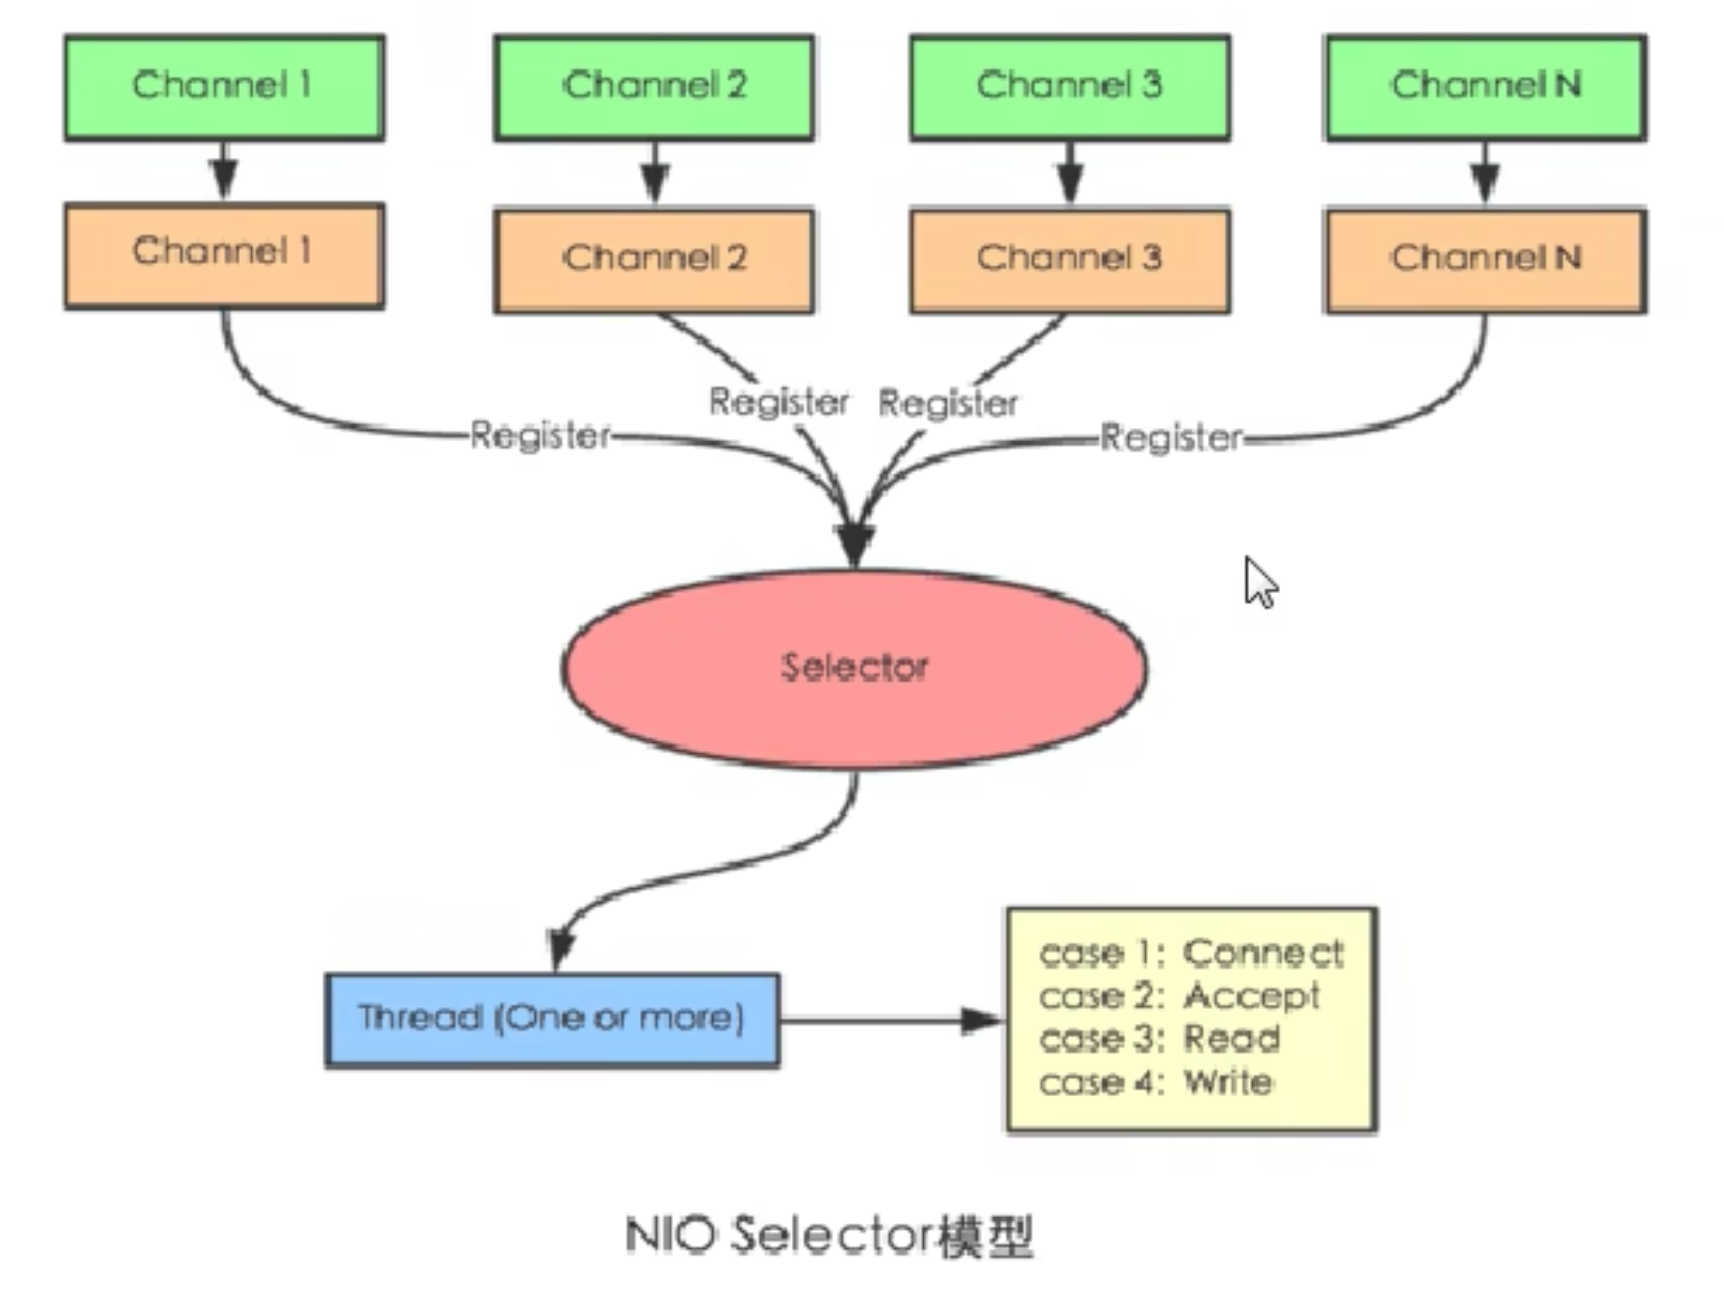 Channel 1
Channel 2
Channel 3
Channel N
Channel 1
Channel 2
Channel 3
Channel N
Register
Register
Register
Register
Selector
Thread (One or more)
case 1: Connect
case 2: Accept
case 3: Read
case 4: Write
NIO Selector模型